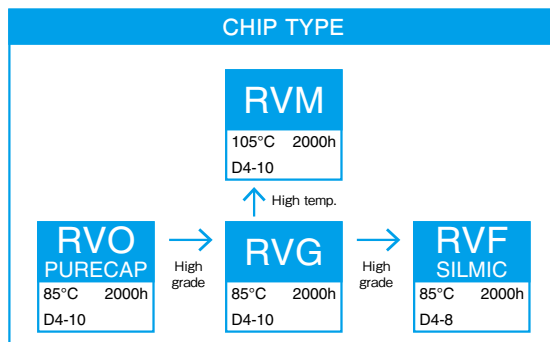 CHIP TYPE
RVM
105°C 2000h
D4-10
High temp.
RVO
PURECAP
85°C 2000h
D4-10
High
grade
RVG
85°C 2000h
D4-10
High
grade
RVF
SILMIC
85°C 2000h
D4-8